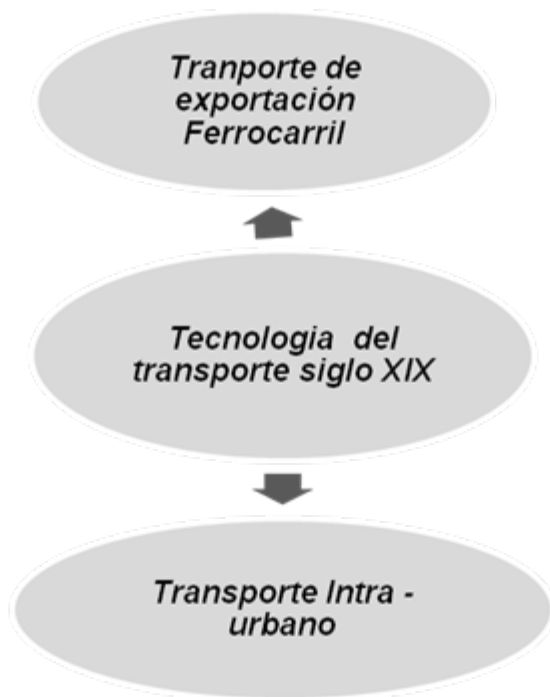 Tranporte de
exportación
Ferrocarril
Tecnologia del
transporte siglo XIX
Transporte Intra -
urbano